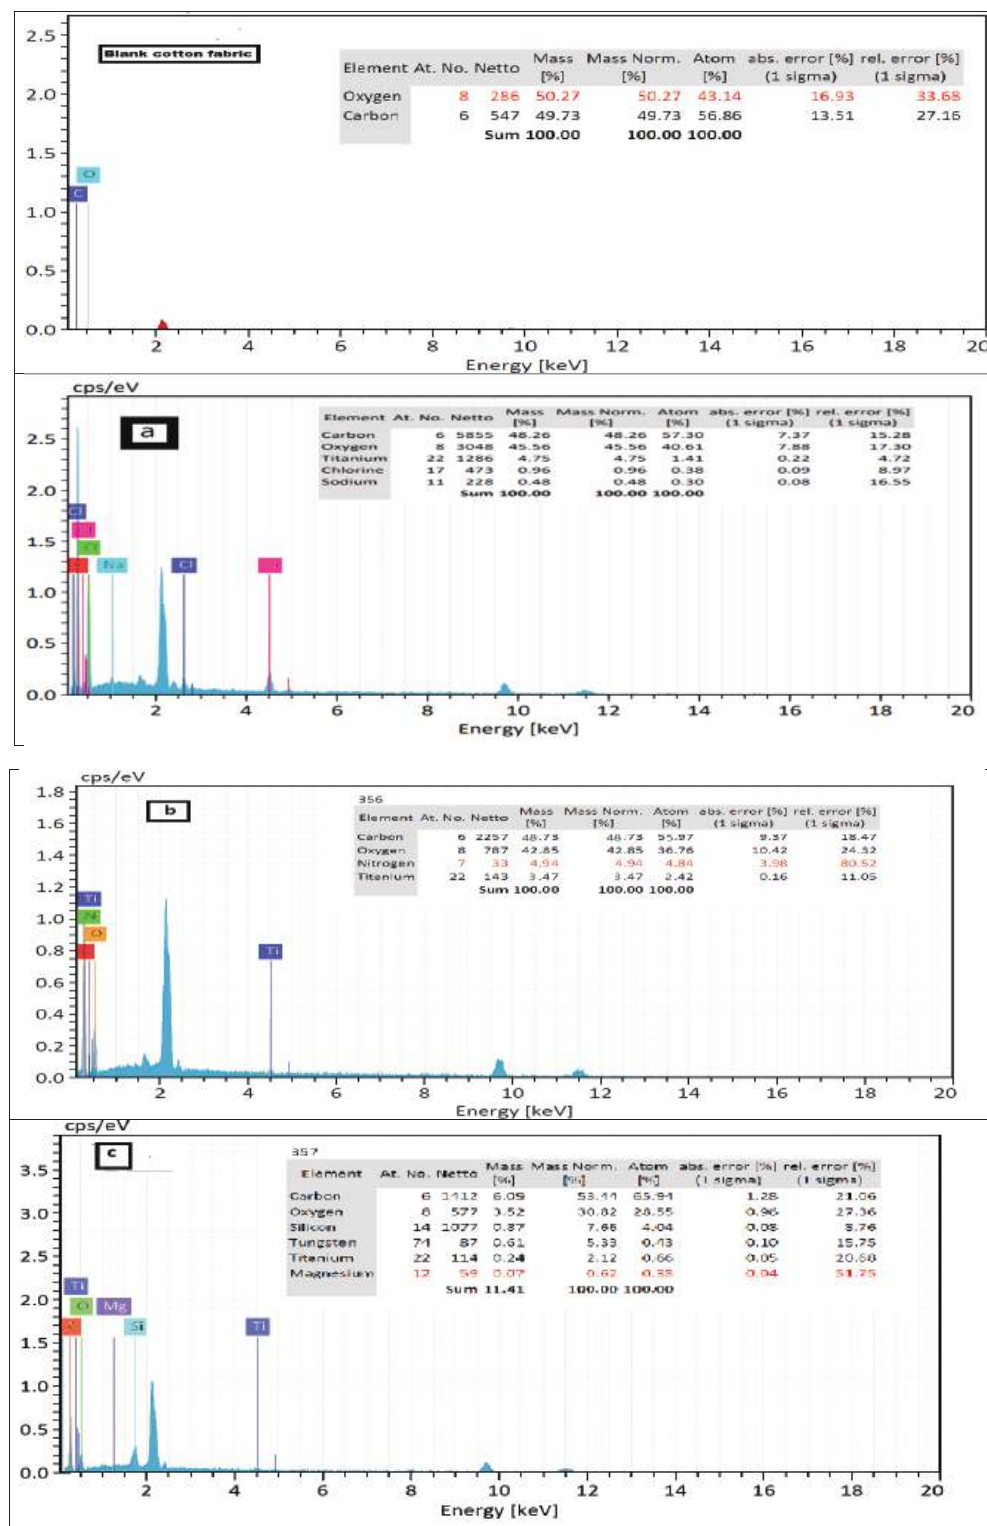 2.5
Blank cotton fabric
Element At. No. Netto Mass [%] Mass Norm. [%] Atom [%] abs. error [%] (1 sigma) rel. error [%] (1 sigma)
Oxygen 8 286 50.27 50.27 43.14 16.93 33.68
Carbon 6 547 49.73 49.73 56.86 13.51 27.16
Sum 100.00 100.00 100.00
2.0
1.5
O
C
1.0
0.5
0.0
2 4 6 8 10 12 14 16 18 20
Energy [keV]
cps/eV
a
Element At. No. Netto Mass [%] Mass Norm. [%] Atom [%] abs. error [%] (1 sigma) rel. error [%] (1 sigma)
Carbon 6 5855 48.26 48.26 57.30 7.37 15.28
Oxygen 8 3048 45.56 45.56 40.61 7.88 17.30
Titanium 22 1286 4.75 4.75 1.41 0.22 4.72
Chlorine 17 473 0.96 0.96 0.38 0.09 8.97
Sodium 11 228 0.48 0.48 0.30 0.08 16.55
Sum 100.00 100.00 100.00
2.5
2.0
Cl
1.5
O
Na Cl
1.0
0.5
0.0
2 4 6 8 10 12 14 16 18 20
Energy [keV]
cps/eV
1.8
b
356
Element At. No. Netto Mass [%] Mass Norm. [%] Atom [%] abs. error [%] (1 sigma) rel. error [%] (1 sigma)
Carbon 6 2257 48.73 48.73 55.97 9.37 18.47
Oxygen 8 787 42.85 42.85 36.76 10.42 24.32
Nitrogen 7 33 4.94 4.94 4.84 3.98 80.52
Titanium 22 143 3.47 3.47 2.42 0.16 11.05
Sum 100.00 100.00 100.00
1.6
1.4
1.2
Ti
1.0
N
O
0.8
Ti
0.6
0.4
0.2
0.0
2 4 6 8 10 12 14 16 18 20
Energy [keV]
cps/eV
c
357
Element At. No. Netto Mass [%] Mass Norm. [%] Atom [%] abs. error [%] (1 sigma) rel. error [%] (1 sigma)
Carbon 6 1412 6.09 53.44 65.94 1.28 21.06
Oxygen 8 577 3.52 30.82 28.55 0.96 27.36
Silicon 14 1077 0.87 7.66 4.04 0.08 8.76
Tungsten 74 87 0.61 5.33 0.43 0.10 15.75
Titanium 22 114 0.24 2.12 0.66 0.05 20.68
Magnesium 12 59 0.07 0.62 0.38 0.04 51.75
Sum 11.41 100.00 100.00
3.5
3.0
2.5
2.0
Ti
O Mg
Si Ti
1.5
1.0
0.5
0.0
2 4 6 8 10 12 14 16 18 20
Energy [keV]